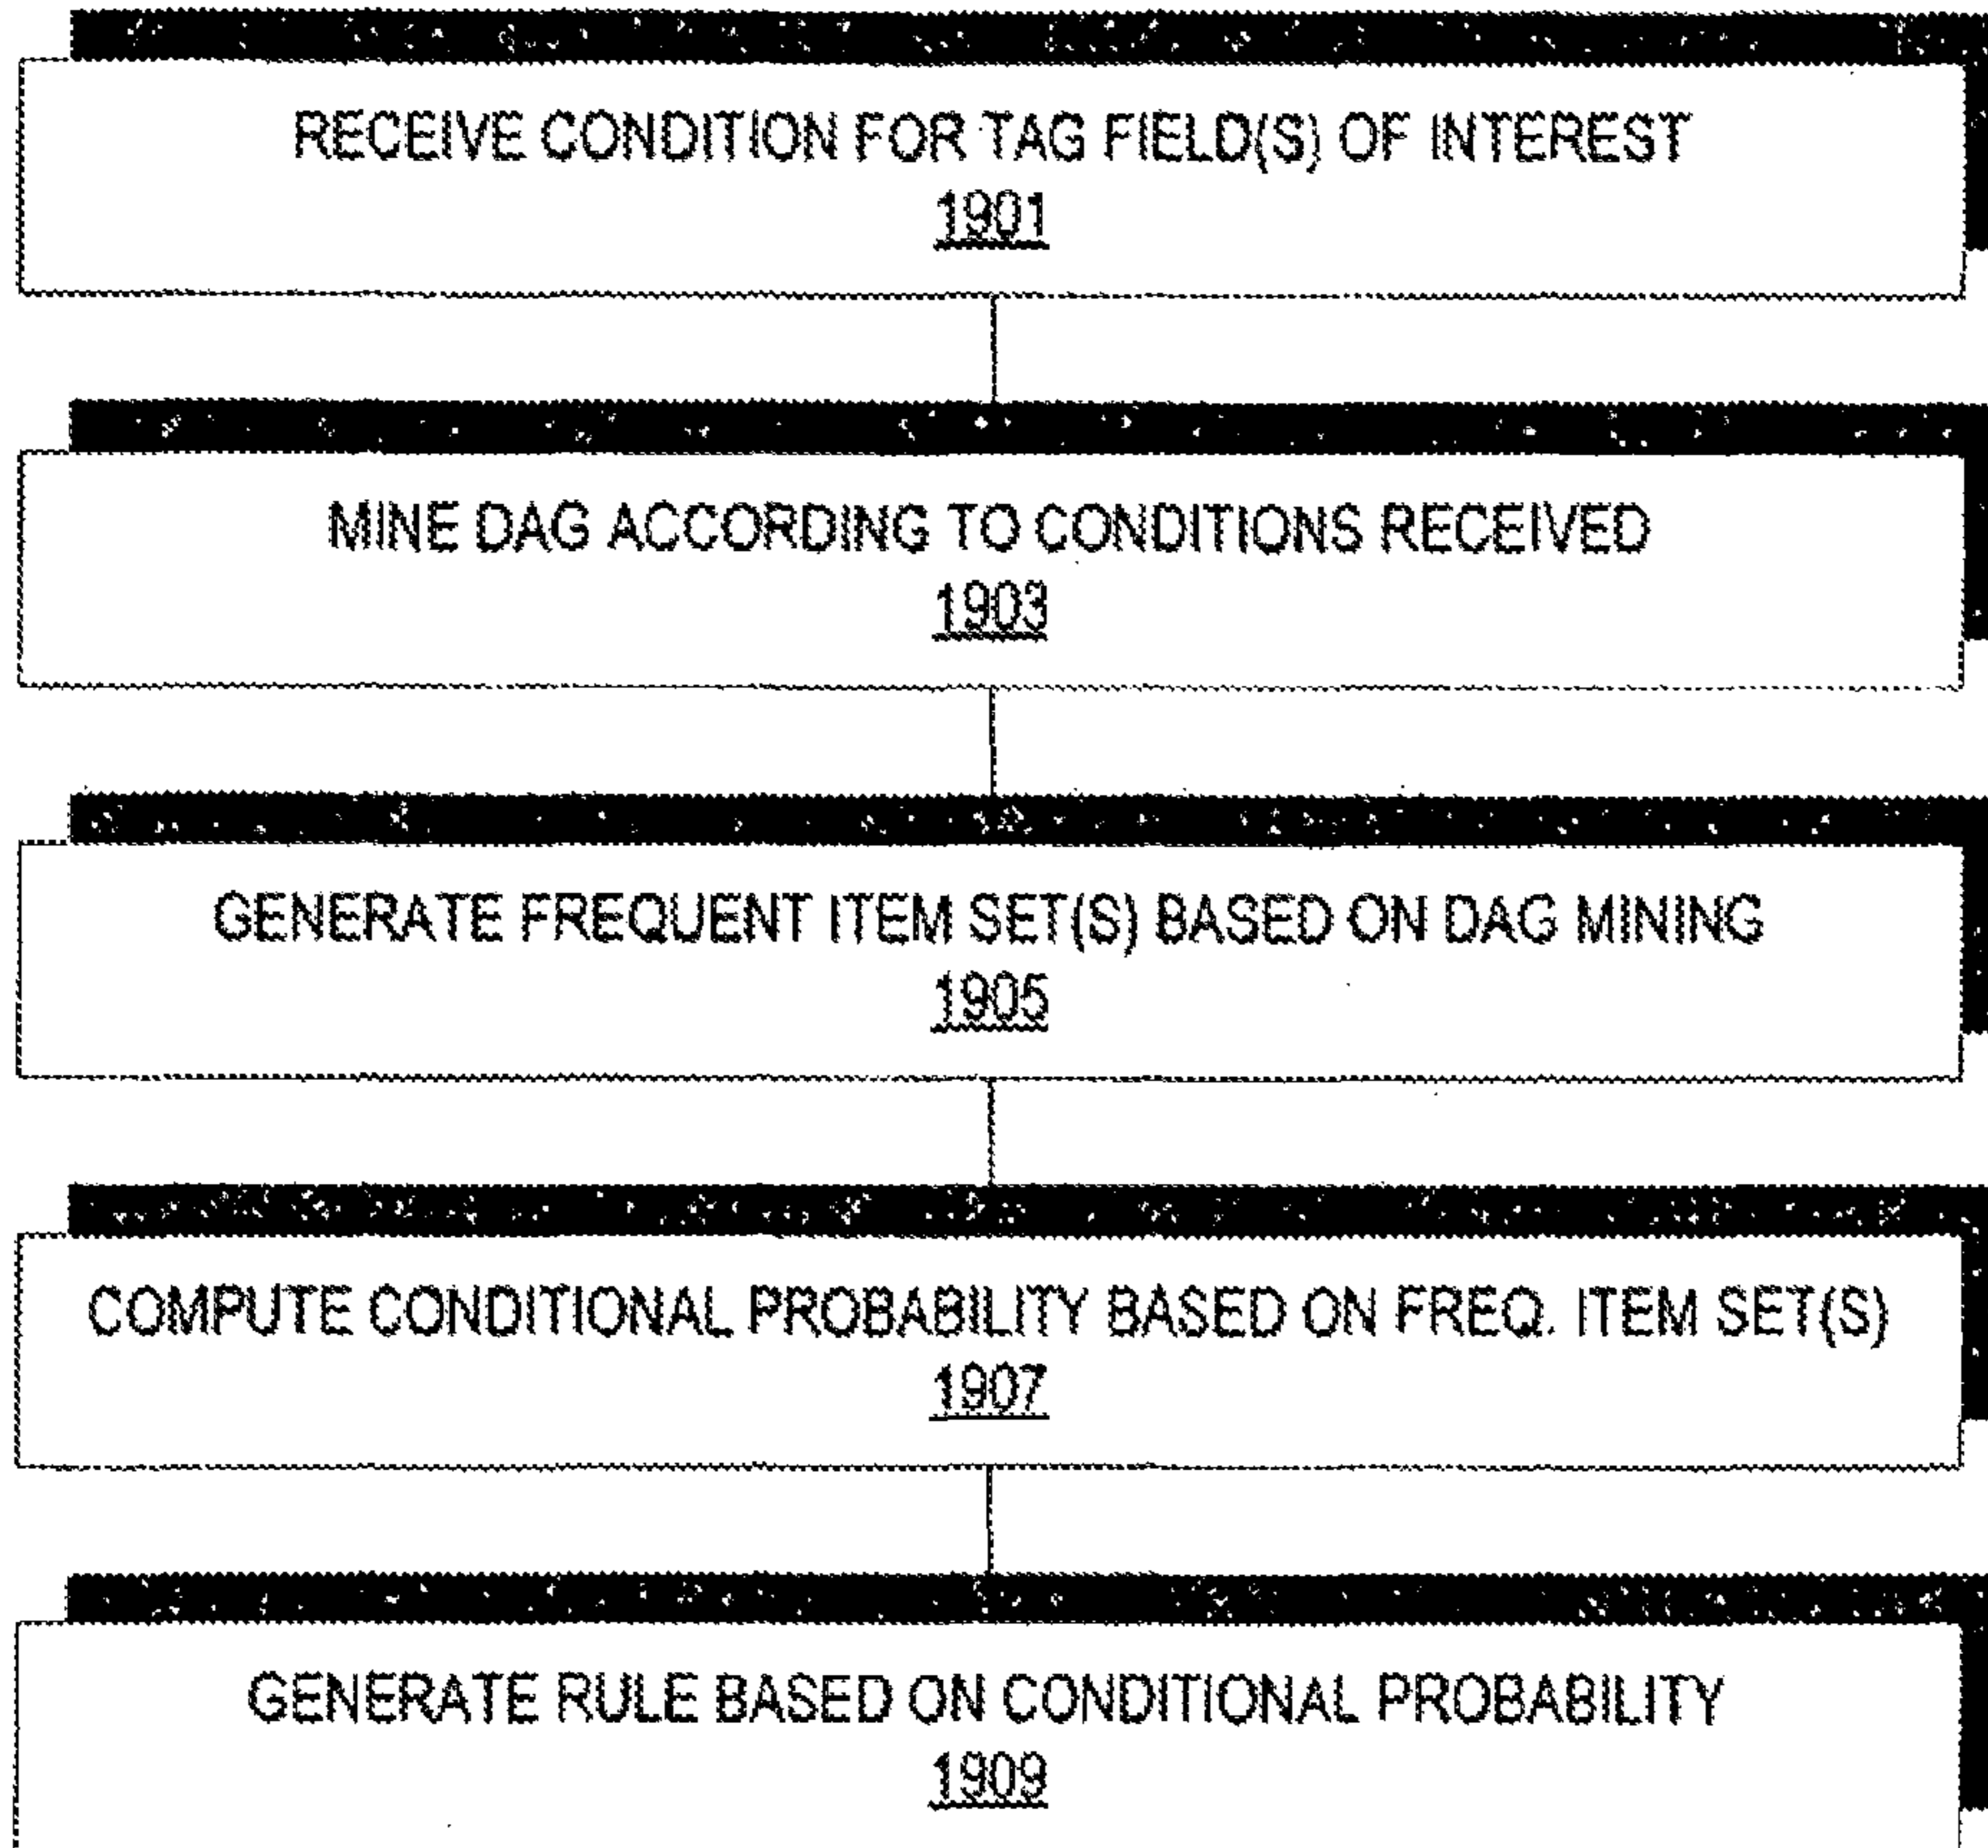 RECEIVE CONDITION FOR TAG FIELD(S) OF INTEREST
1901
MINE DAG ACCORDING TO CONDITIONS RECEIVED
1903
GENERATE FREQUENT ITEM SET(S) BASED ON DAG MINING
1905
COMPUTE CONDITIONAL PROBABILITY BASED ON FREQ. ITEM SET(S)
1907
GENERATE RULE BASED ON CONDITIONAL PROBABILITY
1909